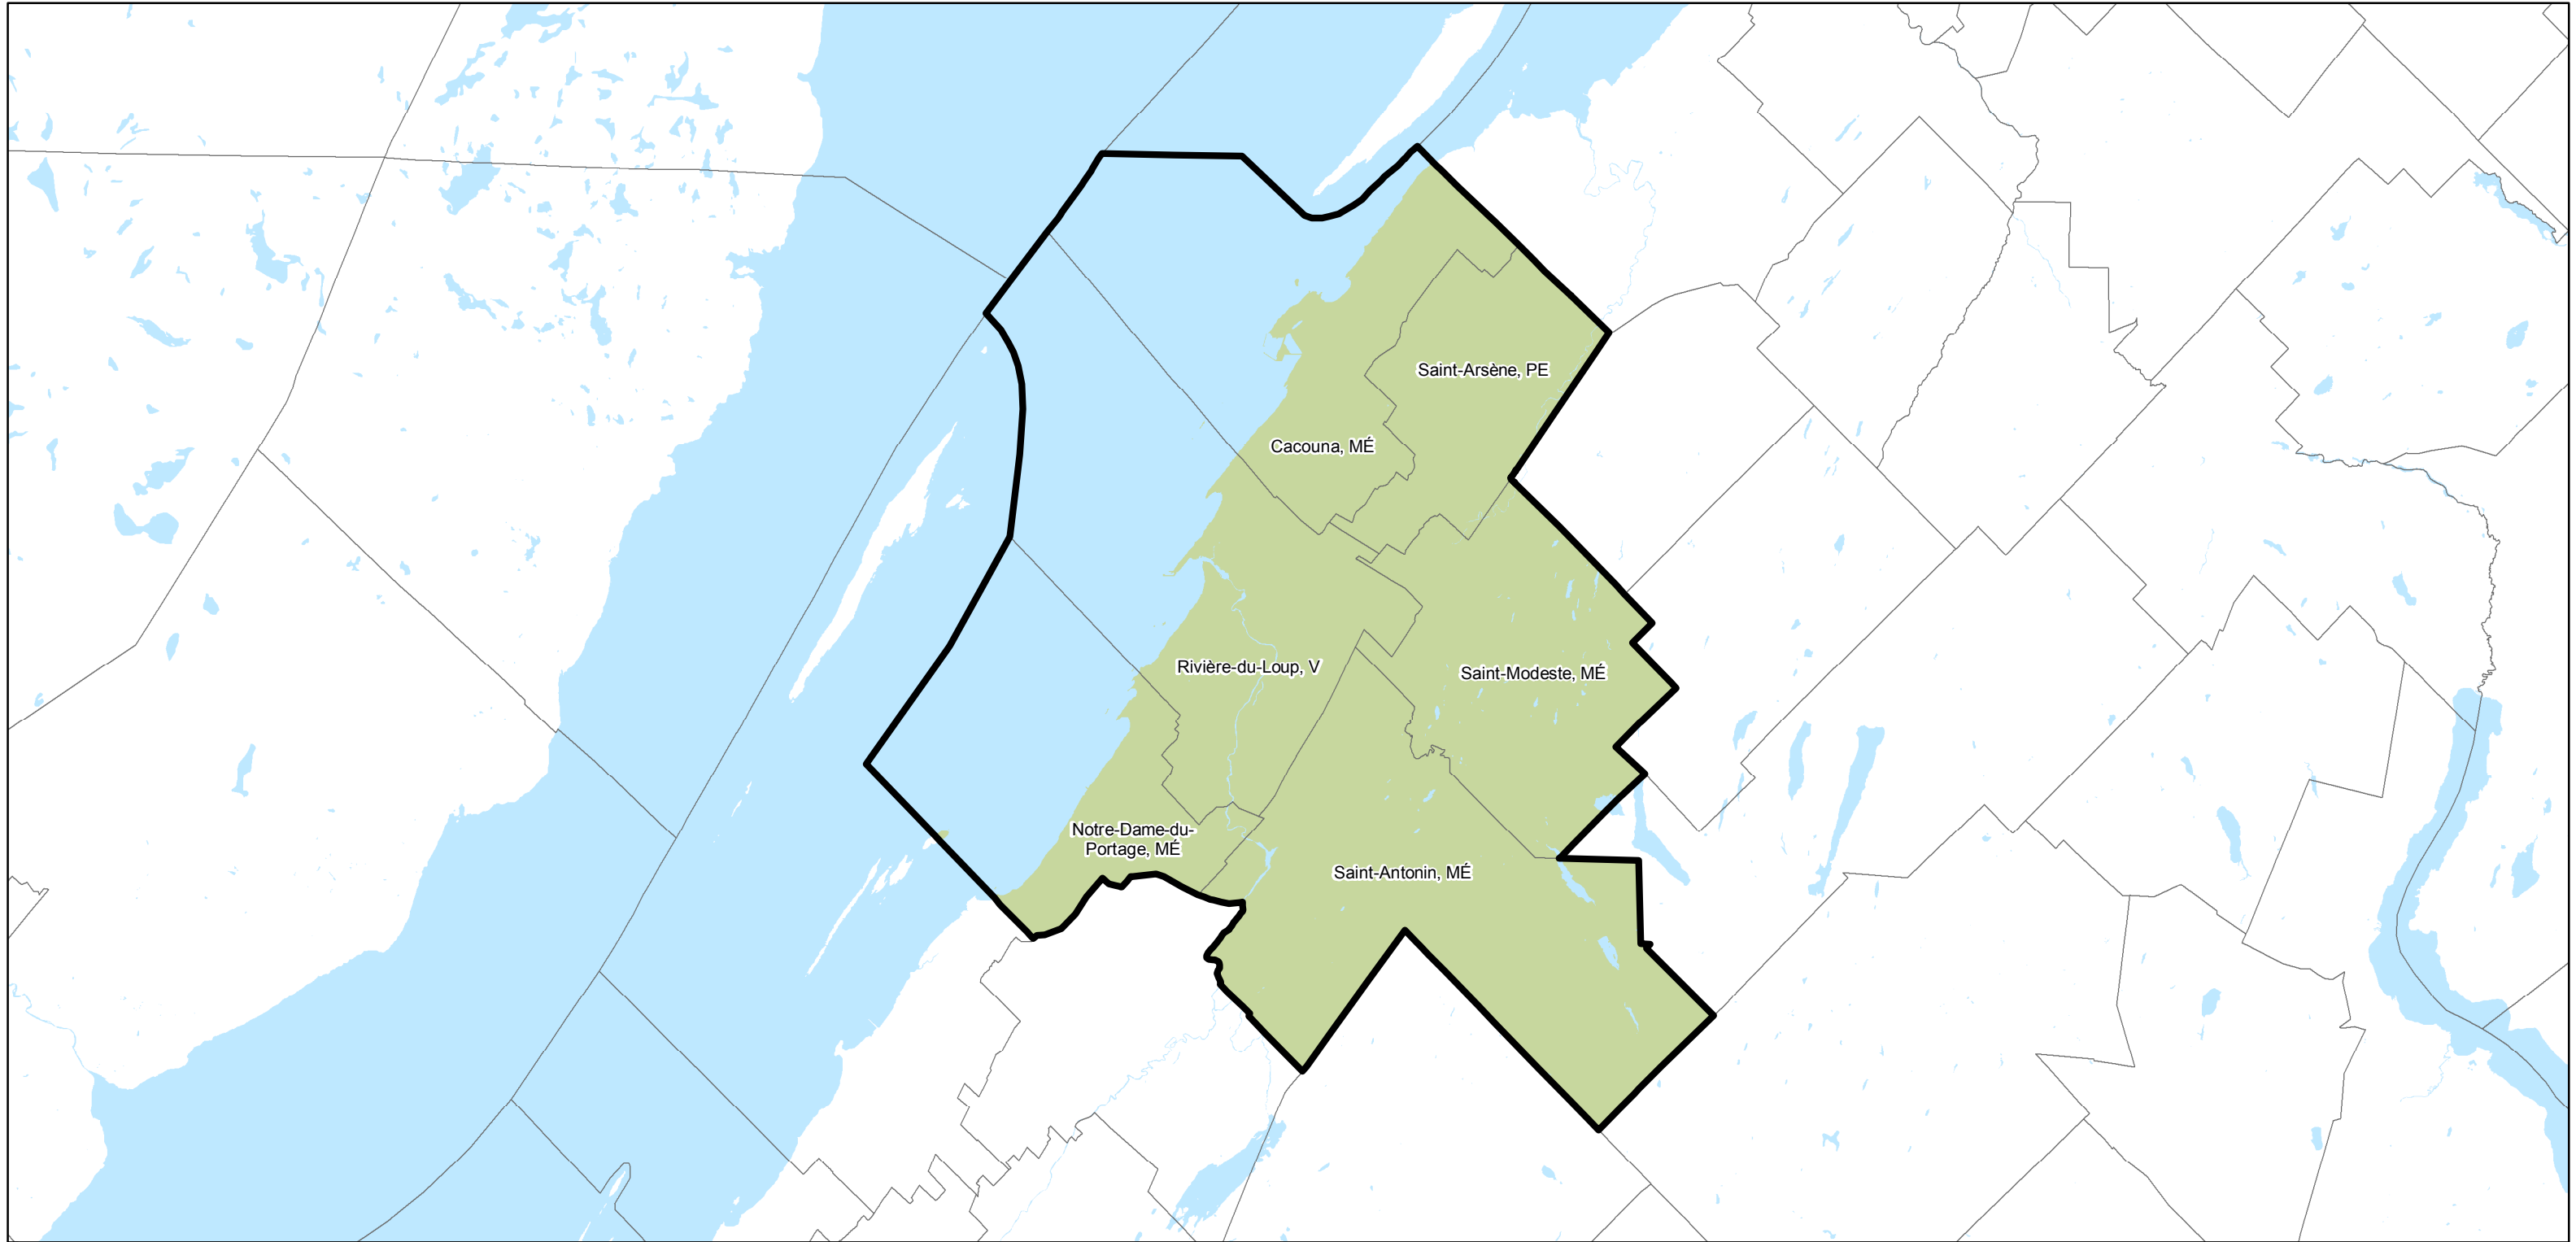 Saint-Arsène, PE
Cacouna, MÉ
Rivière-du-Loup, V
Saint-Modeste, MÉ
Notre-Dame-du-
Portage, MÉ
Saint-Antonin, MÉ